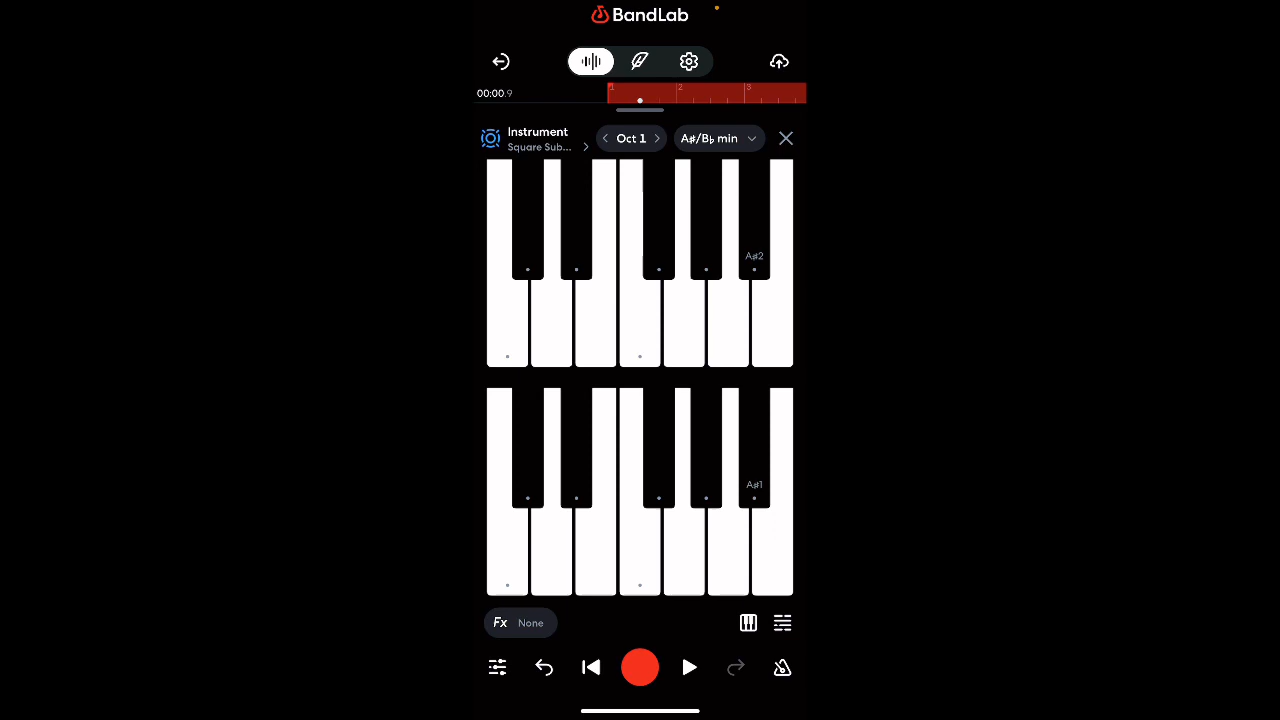 BandLab
00:00.9
1 2 3
Instrument
Square Sub...
Oct 1
A♯/B♭ min
A♯2
A♯1
Fx None